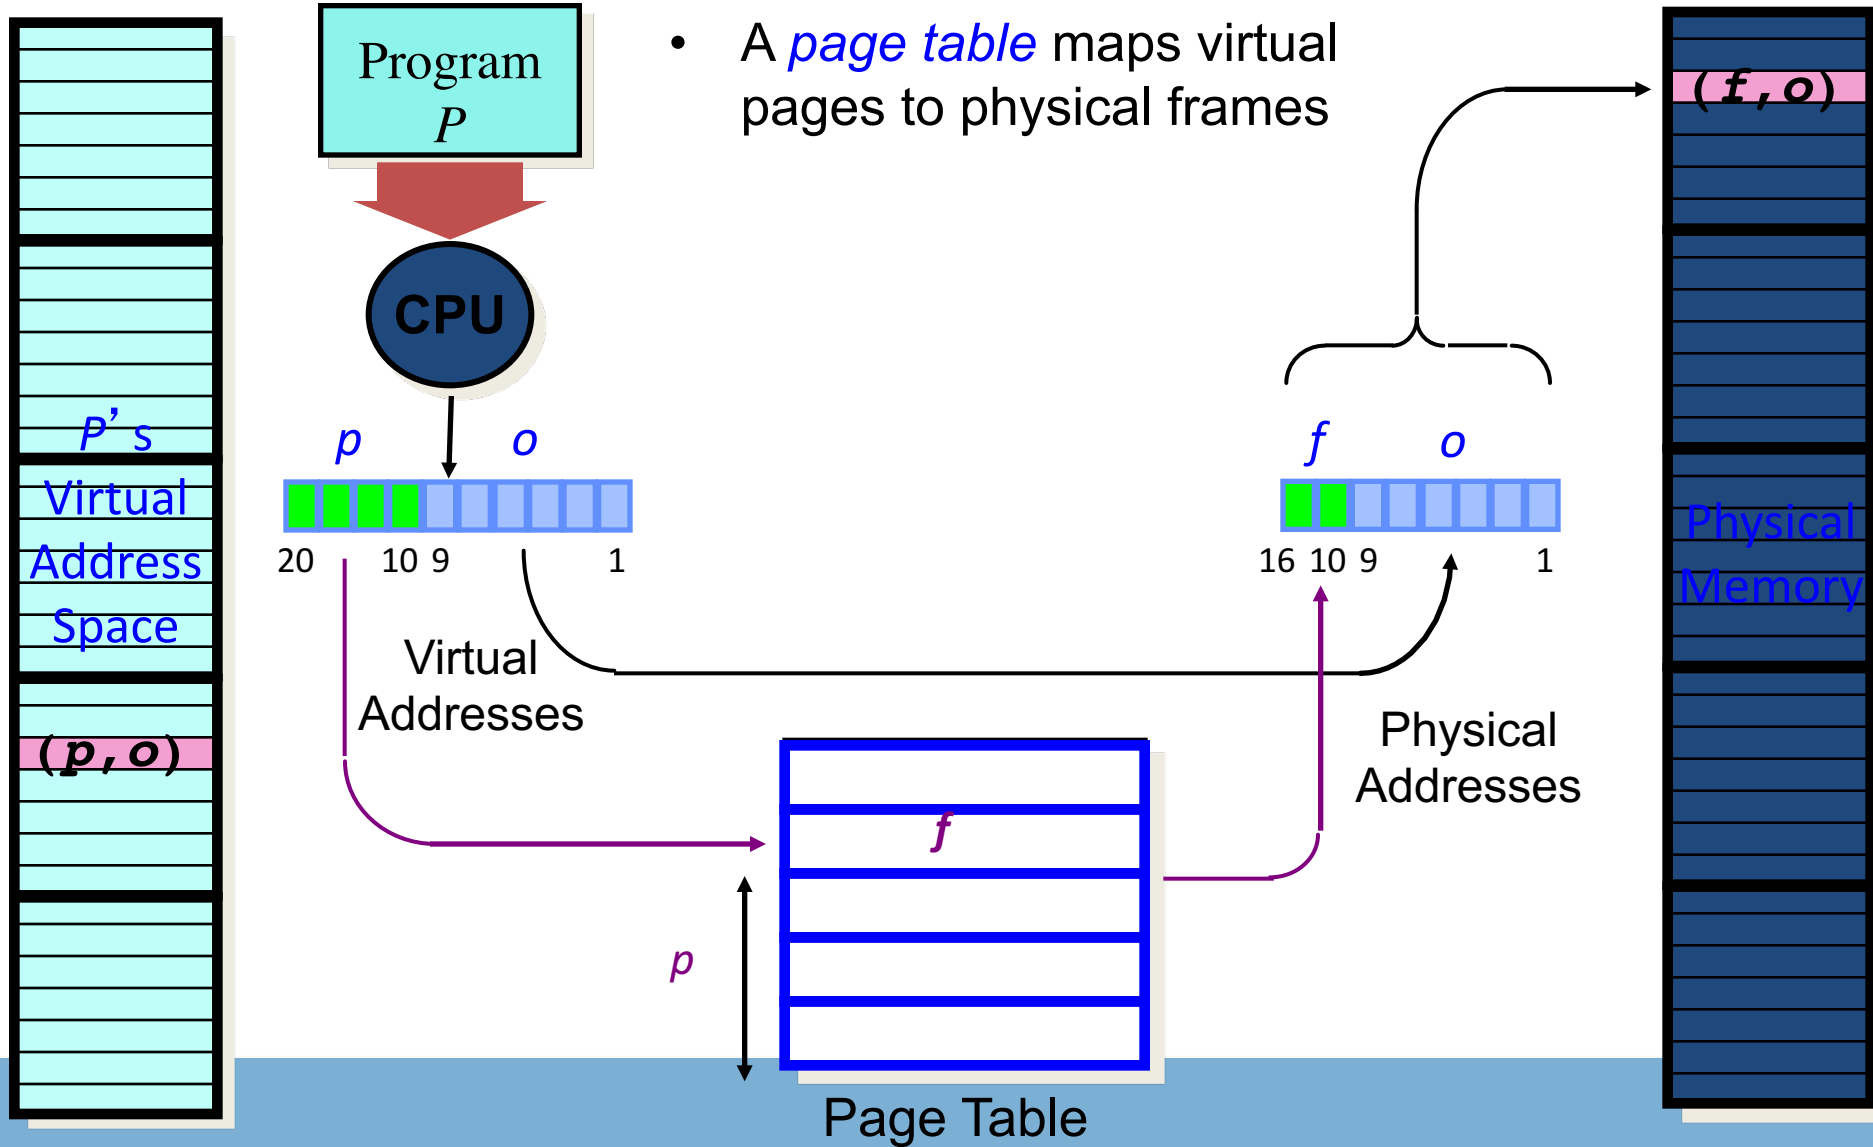 Program
P
• A page table maps virtual
pages to physical frames
(f,o)
CPU
P's
Virtual
Address
Space
p o
20 10 9 1
f o
16 10 9 1
Physical
Memory
Virtual
Addresses
Physical
Addresses
(p,o)
f
p
Page Table